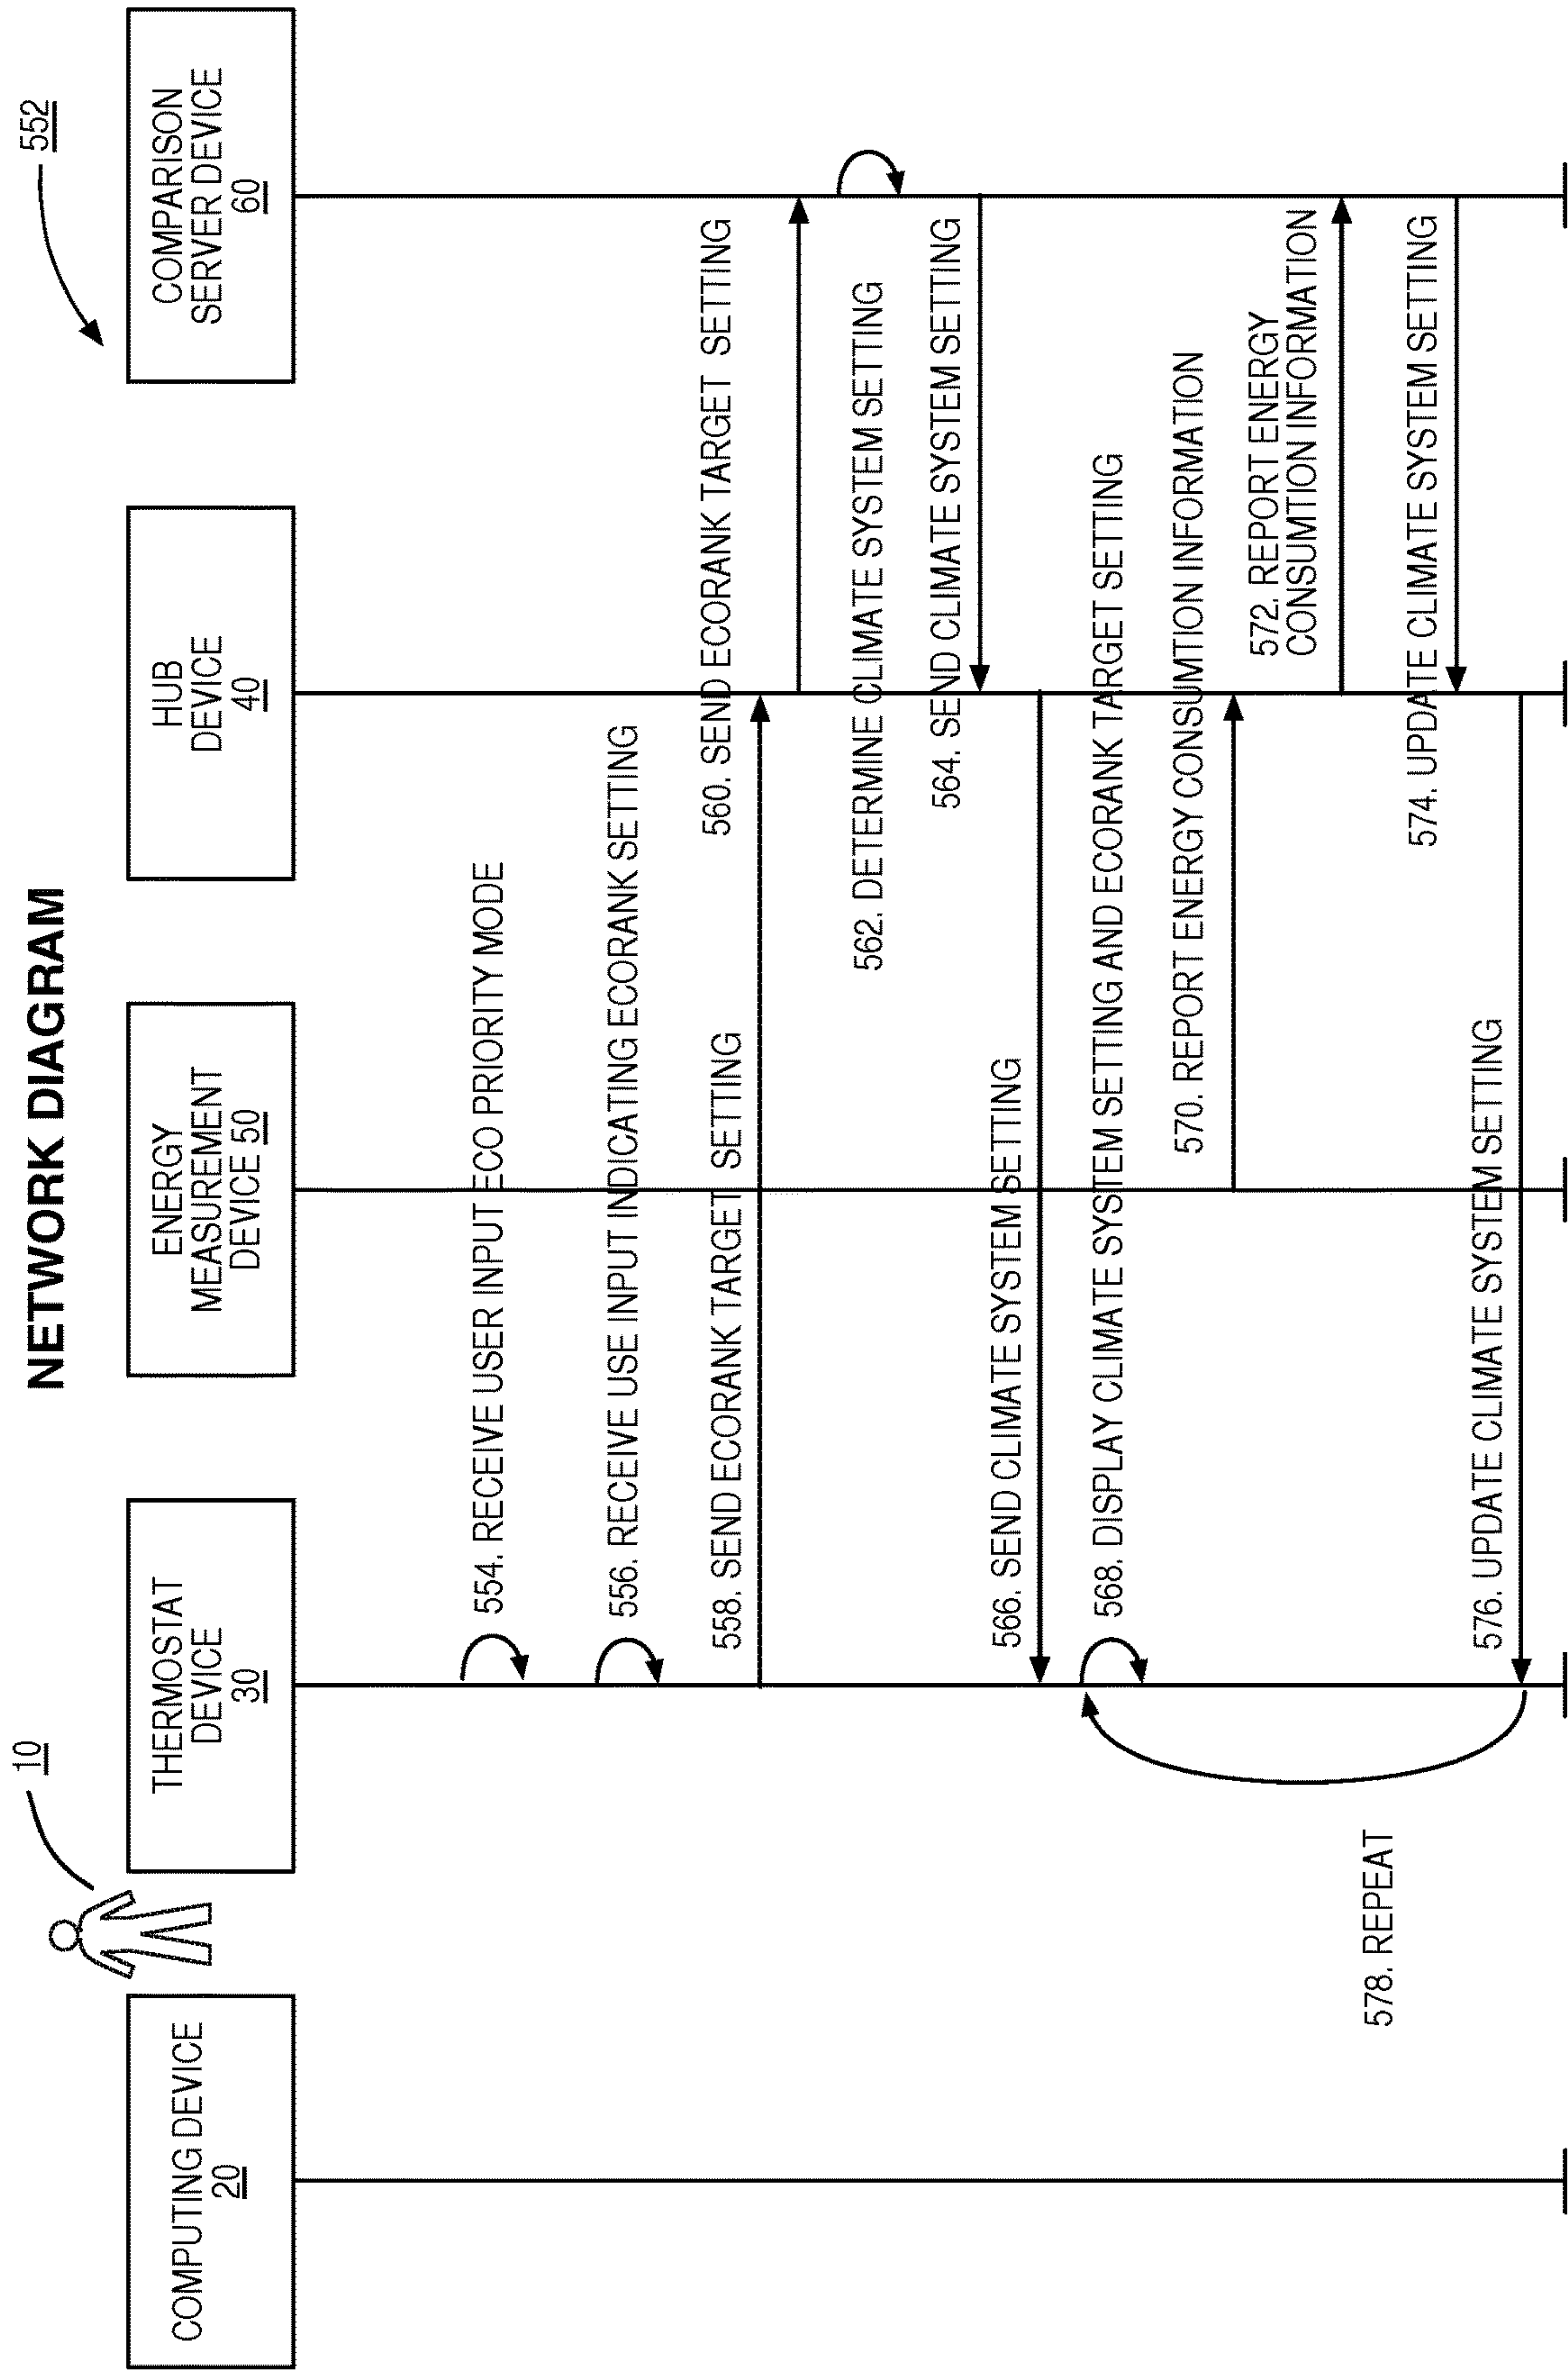 NETWORK DIAGRAM
552
10
COMPUTING DEVICE
20
THERMOSTAT
DEVICE
30
ENERGY
MEASUREMENT
DEVICE 50
HUB
DEVICE
40
COMPARISON
SERVER DEVICE
60
554. RECEIVE USER INPUT ECO PRIORITY MODE
556. RECEIVE USE INPUT INDICATING ECORANK SETTING
558. SEND ECORANK TARGET SETTING
560. SEND ECORANK TARGET SETTING
562. DETERMINE CLIMATE SYSTEM SETTING
564. SEND CLIMATE SYSTEM SETTING
566. SEND CLIMATE SYSTEM SETTING
568. DISPLAY CLIMATE SYSTEM SETTING AND ECORANK TARGET SETTING
570. REPORT ENERGY CONSUMTION INFORMATION
572. REPORT ENERGY
CONSUMTION INFORMATION
574. UPDATE CLIMATE SYSTEM SETTING
576. UPDATE CLIMATE SYSTEM SETTING
578. REPEAT